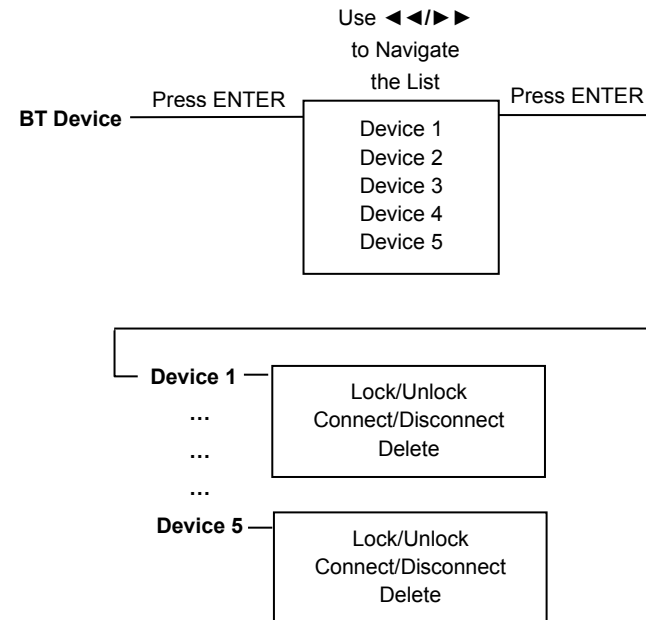 Use ◄◄/►►
to Navigate
the List
Press ENTER
Press ENTER
BT Device
Device 1
Device 2
Device 3
Device 4
Device 5
Device 1
Lock/Unlock
Connect/Disconnect
Delete
...
...
...
Device 5
Lock/Unlock
Connect/Disconnect
Delete